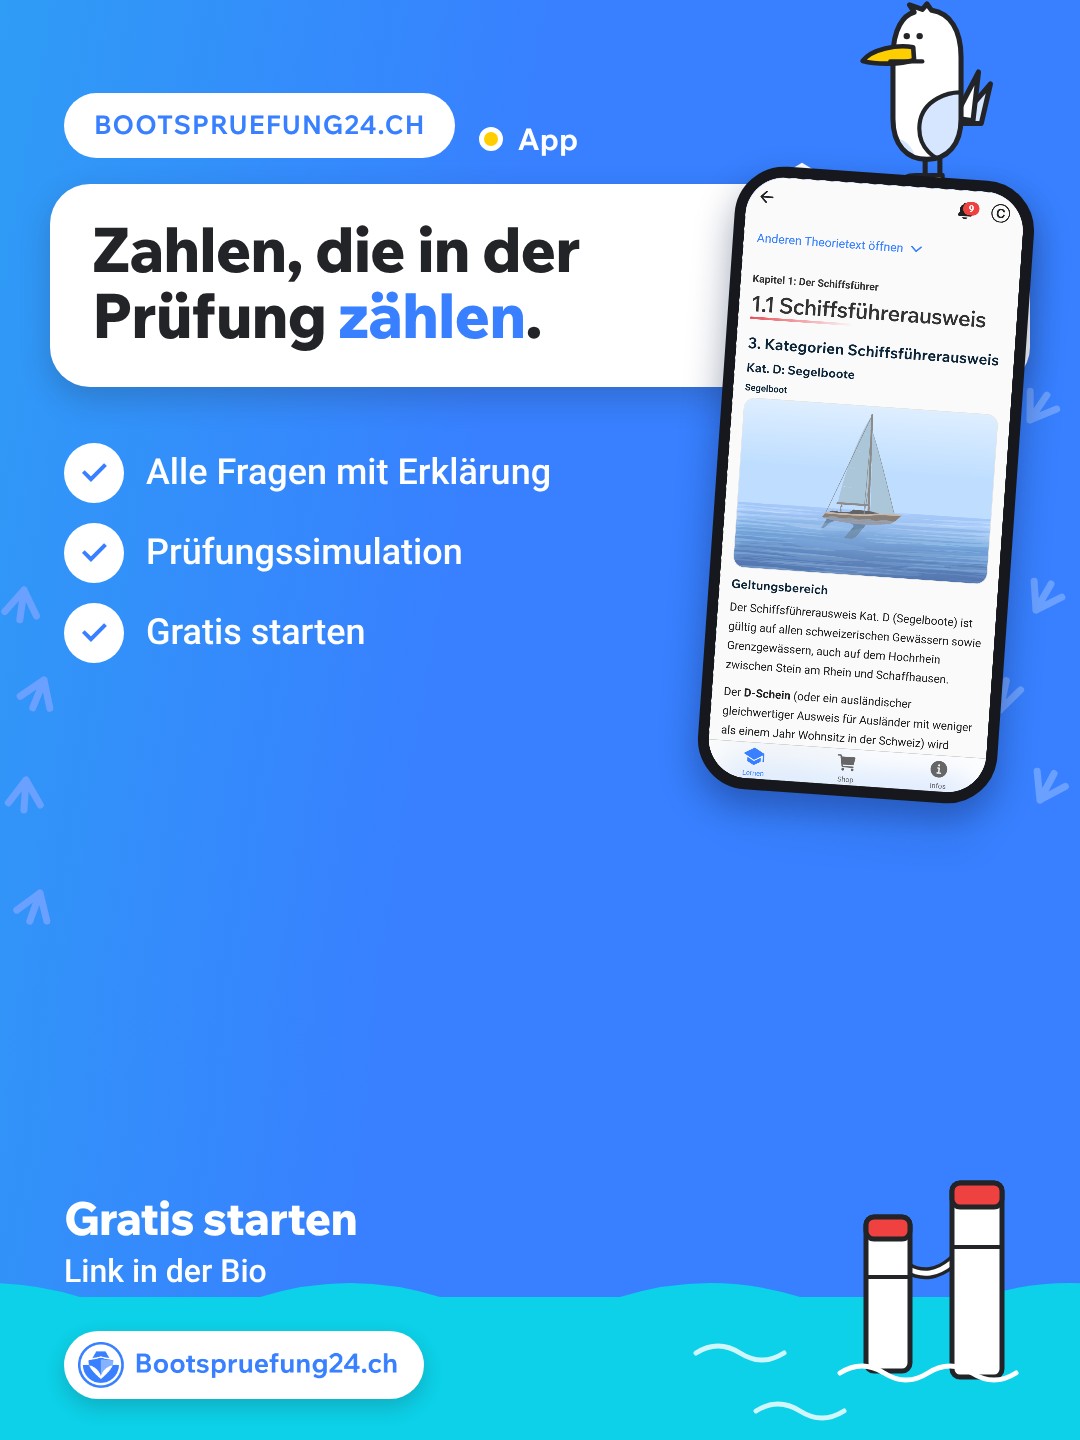 BOOTSPRUEFUNG24.CH
App
Zahlen, die in der
Prüfung zählen.
Alle Fragen mit Erklärung
Prüfungssimulation
Gratis starten
9
C
Anderen Theorietext öffnen
Kapitel 1: Der Schiffsführer
1.1 Schiffsführerausweis
3. Kategorien Schiffsführerausweis
Kat. D: Segelboote
Segelboot
Geltungsbereich
Der Schiffsführerausweis Kat. D (Segelboote) ist
gültig auf allen schweizerischen Gewässern sowie
Grenzgewässern, auch auf dem Hochrhein
zwischen Stein am Rhein und Schaffhausen.
Der D-Schein (oder ein ausländischer
gleichwertiger Ausweis für Ausländer mit weniger
als einem Jahr Wohnsitz in der Schweiz) wird
Lernen
Shop
Infos
Gratis starten
Link in der Bio
Bootspruefung24.ch